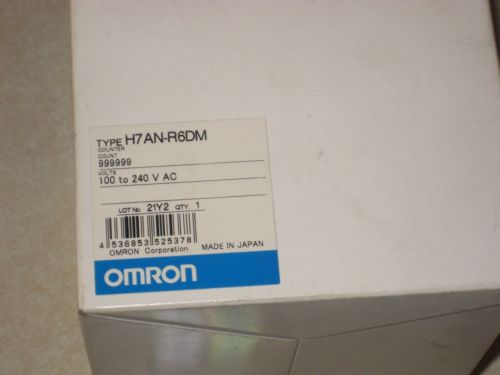 TYPE H7AN-R6DM
COUNTER
COUNT
999999
VOLTS
100 to 240 V AC
LOT No. 21Y2 QTY. 1
4 536853 525378
OMRON Corporation MADE IN JAPAN
OMRON